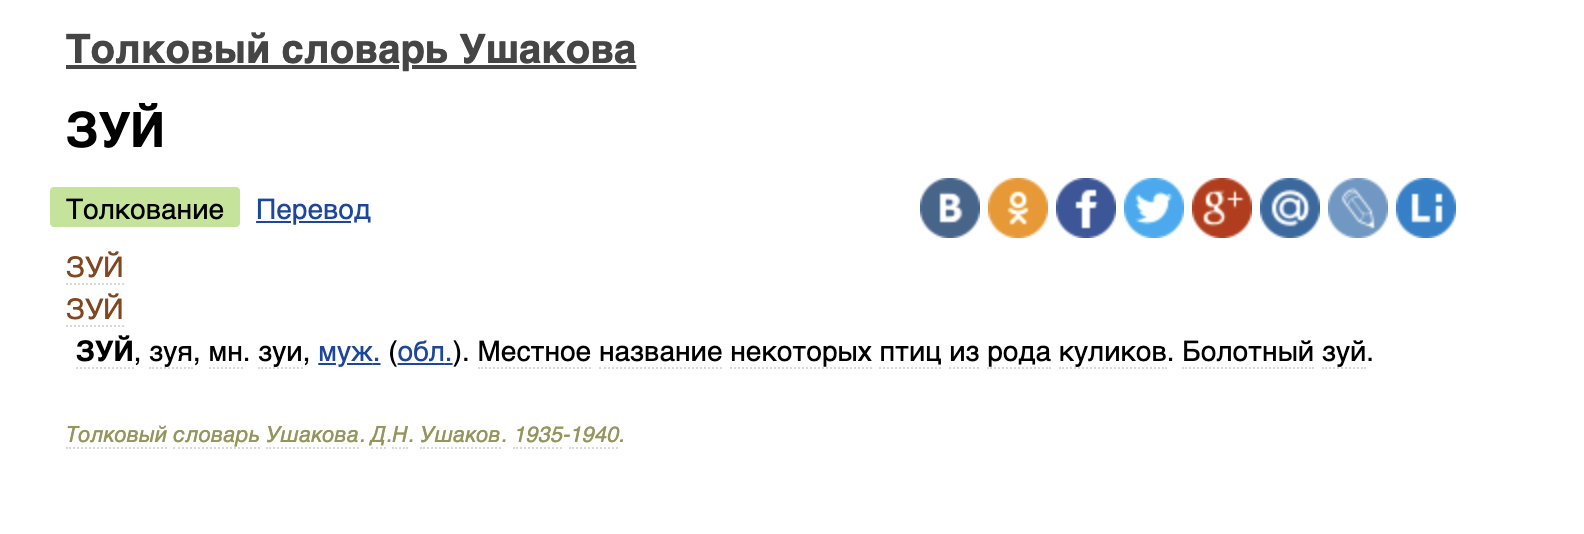 Толковый словарь Ушакова
ЗУЙ
Толкование Перевод
B f g+ @ Li
ЗУЙ
ЗУЙ
ЗУЙ, зуя, мн. зуи, муж. (обл.). Местное название некоторых птиц из рода куликов. Болотный зуй.
Толковый словарь Ушакова. Д.Н. Ушаков. 1935-1940.